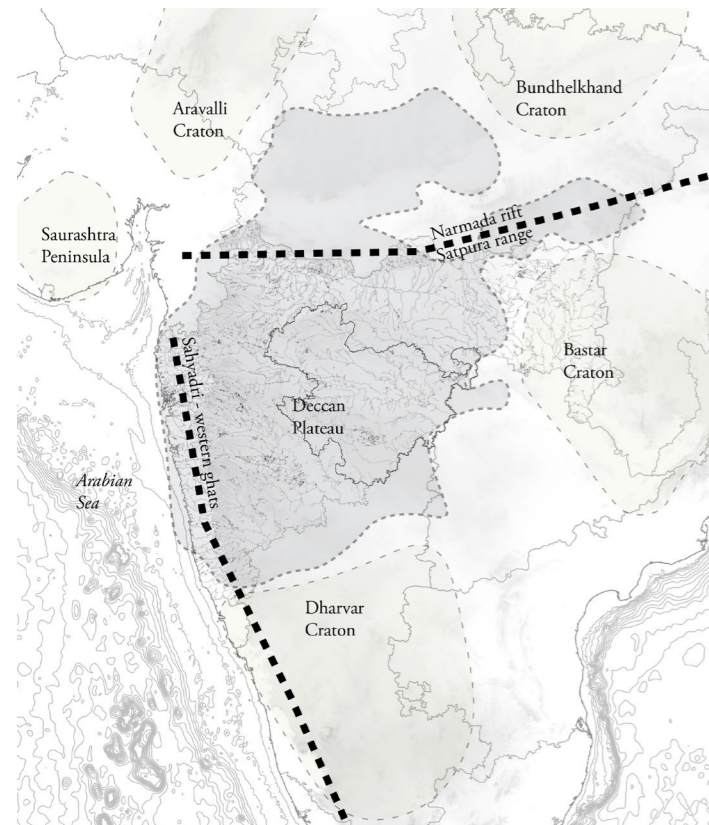 Bundhelkhand
Craton
Aravalli
Craton
Narmada rift
Satpura range
Saurashtra
Peninsula
Bastar
Craton
Sahyadri - western ghats
Deccan
Plateau
Arabian
Sea
Dharvar
Craton